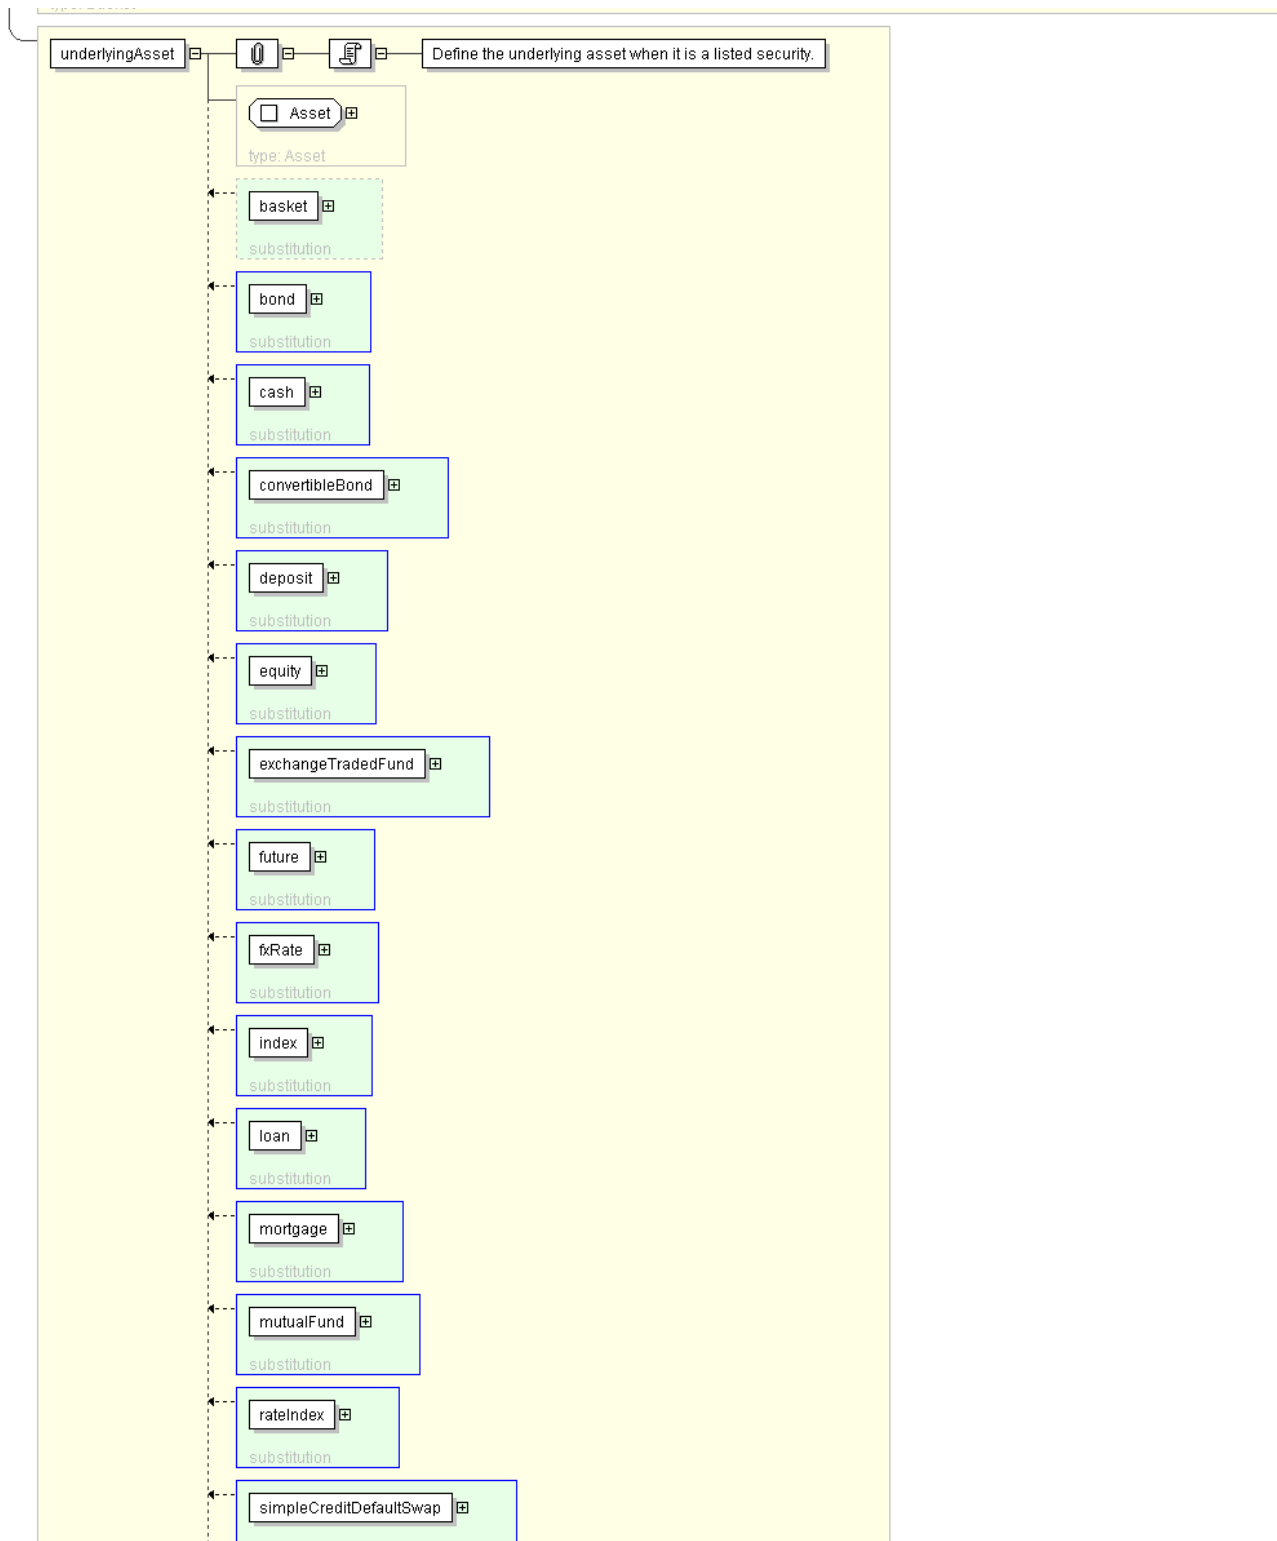 underlyingAsset
Define the underlying asset when it is a listed security.
Asset
type: Asset
basket
substitution
bond
substitution
cash
substitution
convertibleBond
substitution
deposit
substitution
equity
substitution
exchangeTradedFund
substitution
future
substitution
fxRate
substitution
index
substitution
loan
substitution
mortgage
substitution
mutualFund
substitution
rateIndex
substitution
simpleCreditDefaultSwap